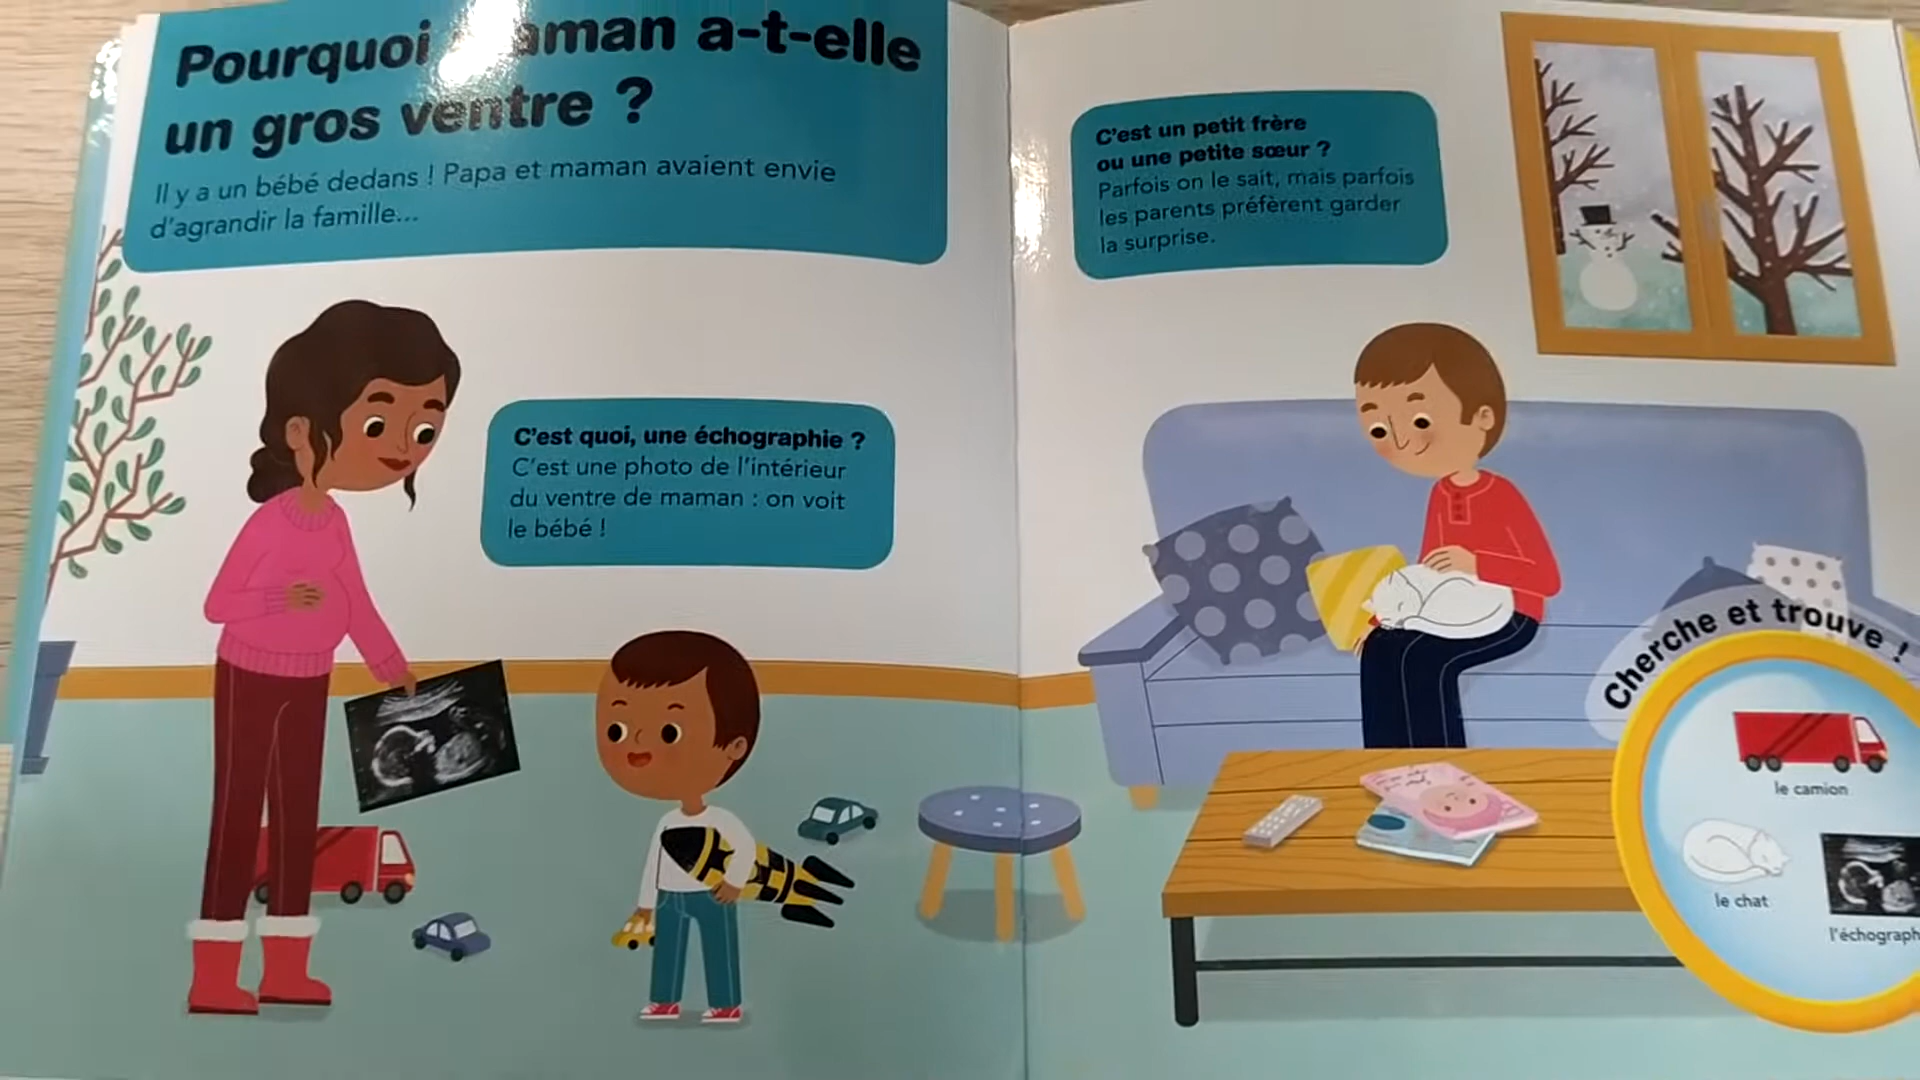 Pourquoi maman a-t-elle
un gros ventre ?
Il y a un bébé dedans ! Papa et maman avaient envie
d'agrandir la famille...
C'est quoi, une échographie ?
C'est une photo de l'intérieur
du ventre de maman : on voit
le bébé !
C'est un petit frère
ou une petite sœur ?
Parfois on le sait, mais parfois
les parents préfèrent garder
la surprise.
Cherche et trouve !
le camion
le chat
l'échograph